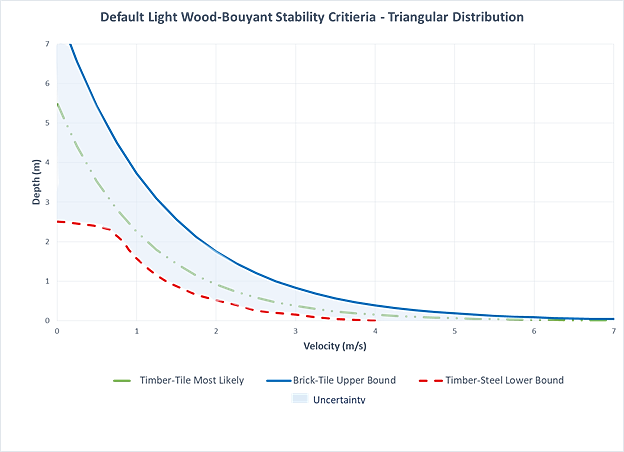 Default Light Wood-Bouyant Stability Critieria - Triangular Distribution
7
6
5
4
3
2
1
0
Depth (m)
0 1 2 3 4 5 6 7
Velocity (m/s)
Timber-Tile Most Likely Brick-Tile Upper Bound Timber-Steel Lower Bound
Uncertainty